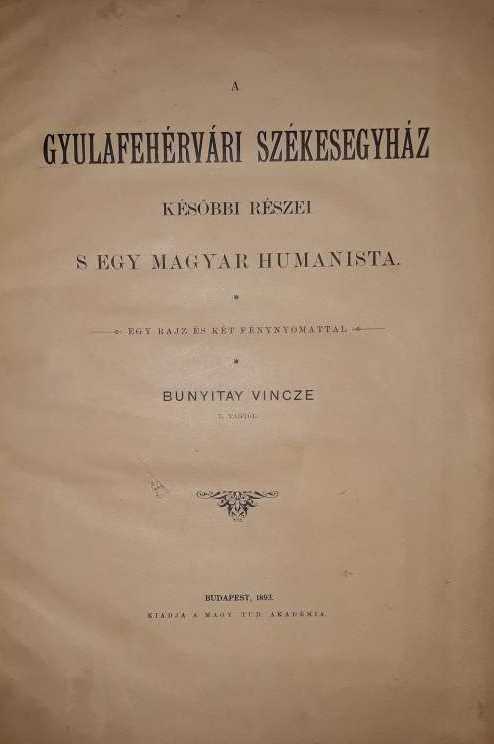 A
GYULAFEHÉRVÁRI SZÉKESEGYHÁZ
KÉSŐBBI RÉSZEI
S EGY MAGYAR HUMANISTA.
EGY RAJZ ÉS KÉT FÉNYNYOMATTAL
BUNYITAY VINCZE
L. TAGTÓL.
BUDAPEST, 1893.
KIADJA A MAGY. TUD. AKADÉMIA.